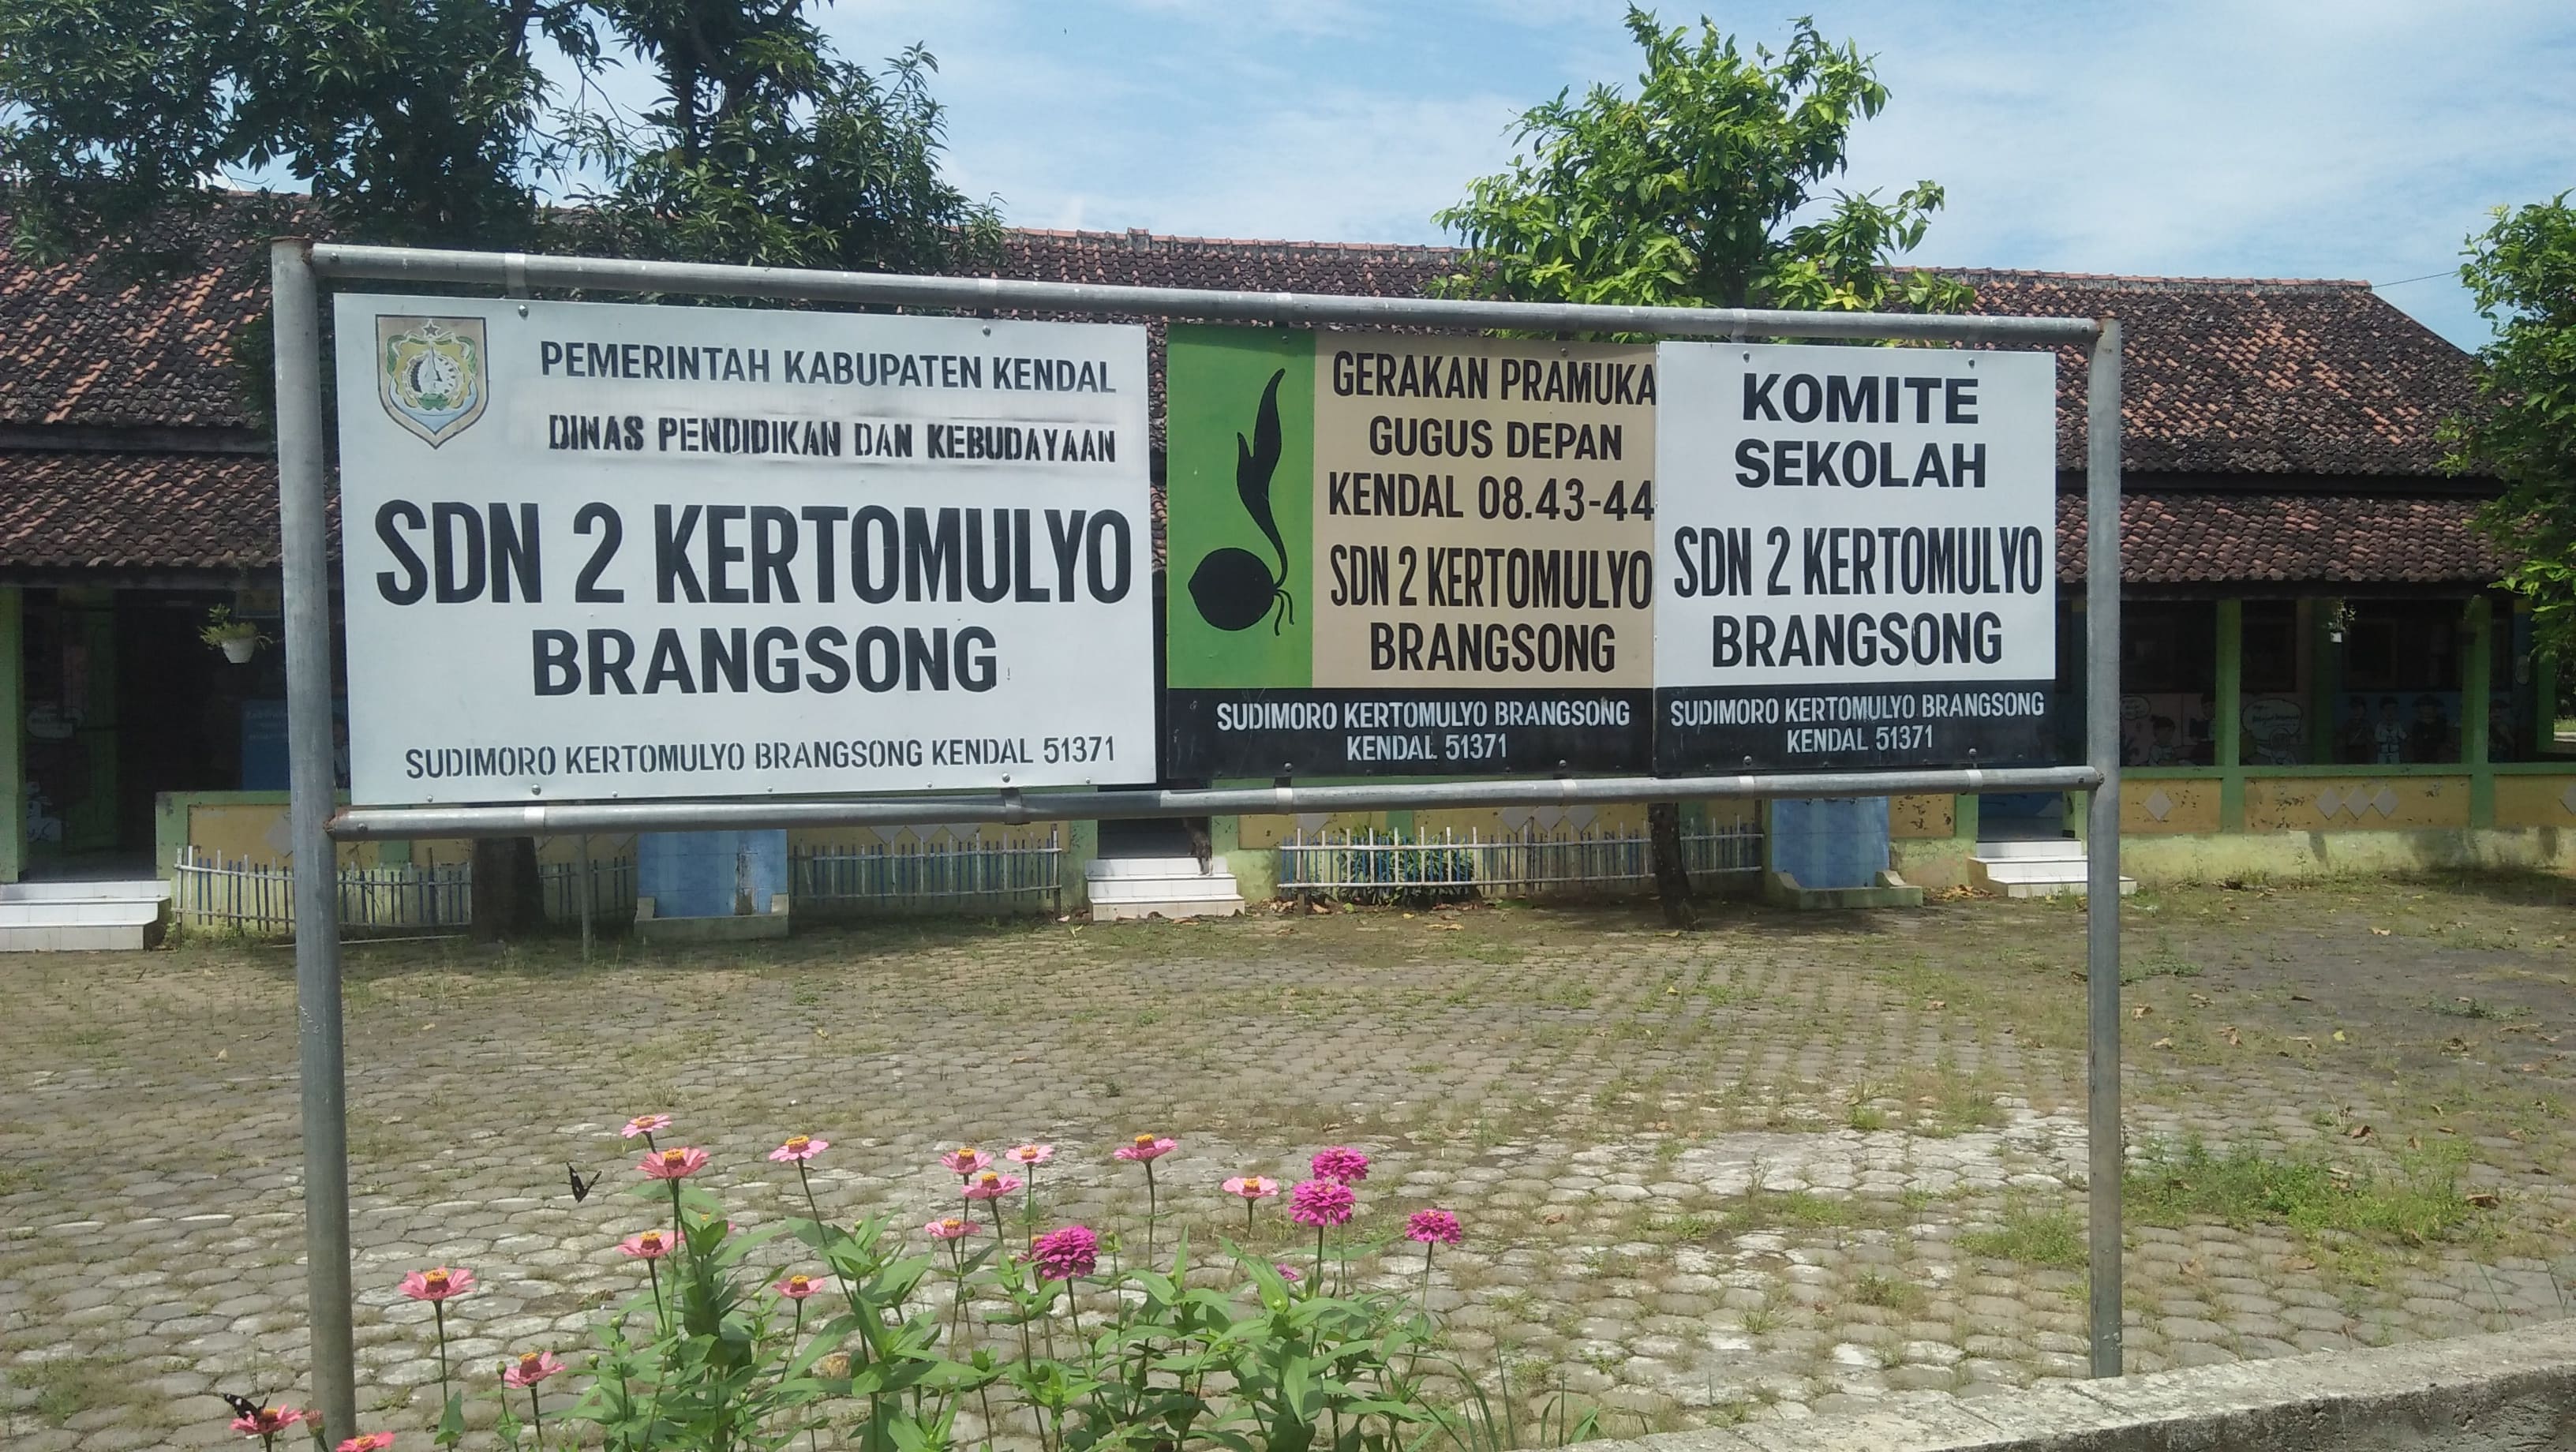 PEMERINTAH KABUPATEN KENDAL
DINAS PENDIDIKAN DAN KEBUDAYAAN
SDN 2 KERTOMULYO
BRANGSONG
SUDIMORO KERTOMULYO BRANGSONG KENDAL 51371
GERAKAN PRAMUKA
GUGUS DEPAN
KENDAL 08.43-44
SDN 2 KERTOMULYO
BRANGSONG
SUDIMORO KERTOMULYO BRANGSONG
KENDAL 51371
KOMITE
SEKOLAH
SDN 2 KERTOMULYO
BRANGSONG
SUDIMORO KERTOMULYO BRANGSONG
KENDAL 51371